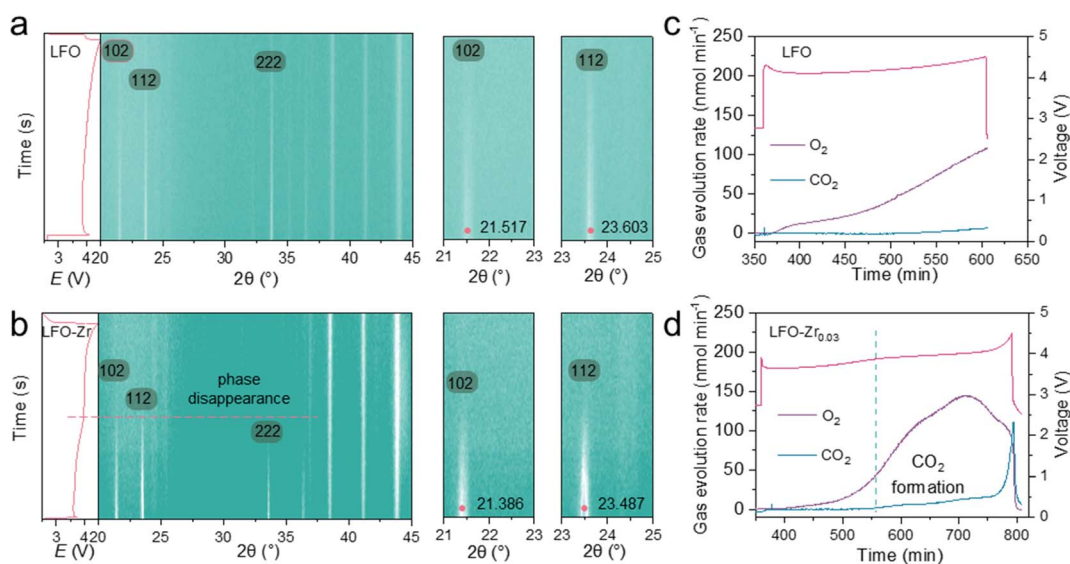 a
LFO
102
112
222
Time (s)
3 42
20 25 30 35 40 45
E (V)
2θ (°)
102
21.517
21 22 23
2θ (°)
112
23.603
23 24 25
2θ (°)
b
LFO-Zr
102
112
phase
disappearance
222
Time (s)
3 42
20 25 30 35 40 45
E (V)
2θ (°)
102
21.386
21 22 23
2θ (°)
112
23.487
23 24 25
2θ (°)
c
LFO
Gas evolution rate (nmol min⁻¹)
250
200
150
100
50
0
O₂
CO₂
5
4
3
2
1
0
Voltage (V)
350 400 450 500 550 600 650
Time (min)
d
LFO-Zr₀.₀₃
Gas evolution rate (nmol min⁻¹)
250
200
150
100
50
0
O₂
CO₂
CO₂
formation
5
4
3
2
1
0
Voltage (V)
400 500 600 700 800
Time (min)